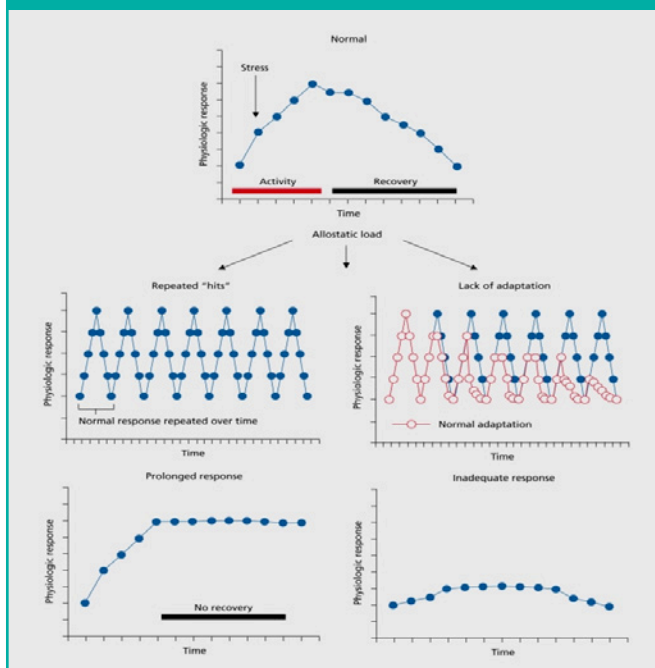 Normal
Stress
Physiologic response
Activity
Recovery
Time
Allostatic load
Repeated "hits"
Physiologic response
Normal response repeated over time
Time
Lack of adaptation
Physiologic response
Normal adaptation
Time
Prolonged response
Physiologic response
No recovery
Time
Inadequate response
Physiologic response
Time